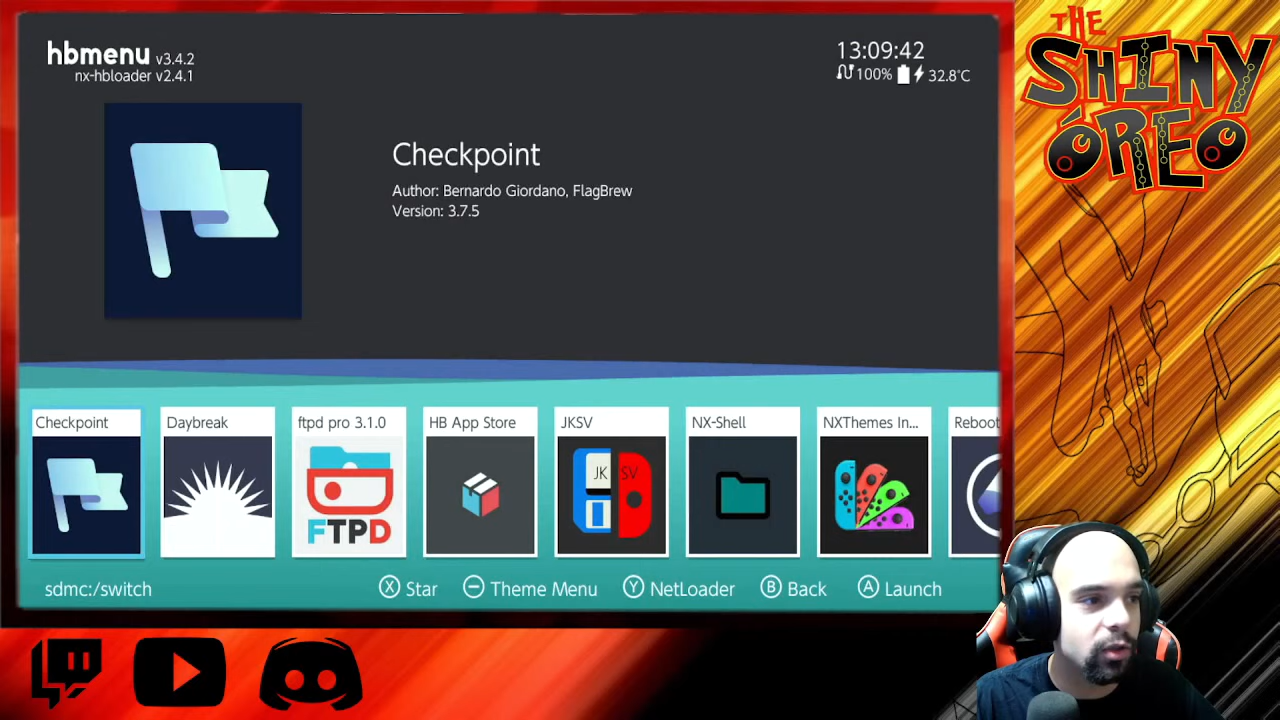 hbmenu v3.4.2
nx-hbloader v2.4.1
13:09:42
100% 32.8°C
THE
SHINY
ÓREO
Checkpoint
Author: Bernardo Giordano, FlagBrew
Version: 3.7.5
Checkpoint
Daybreak
ftpd pro 3.1.0
HB App Store
JKSV
NX-Shell
NXThemes In...
Reboot
JK SV
FTPD
sdmc:/switch
X Star
Theme Menu
Y NetLoader
B Back
A Launch